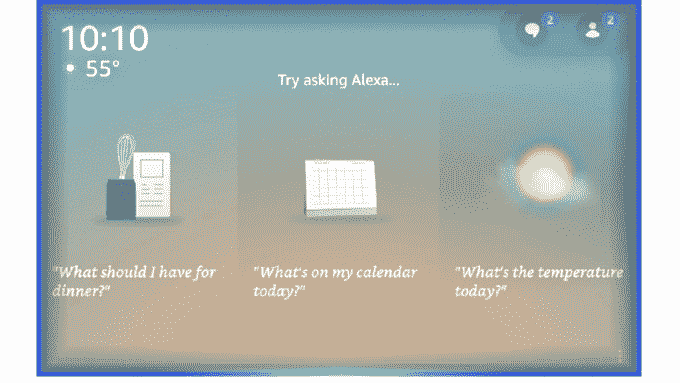 10:10
2
2
55°
Try asking Alexa...
"What should I have for
dinner?"
"What's on my calendar
today?"
"What's the temperature
today?"